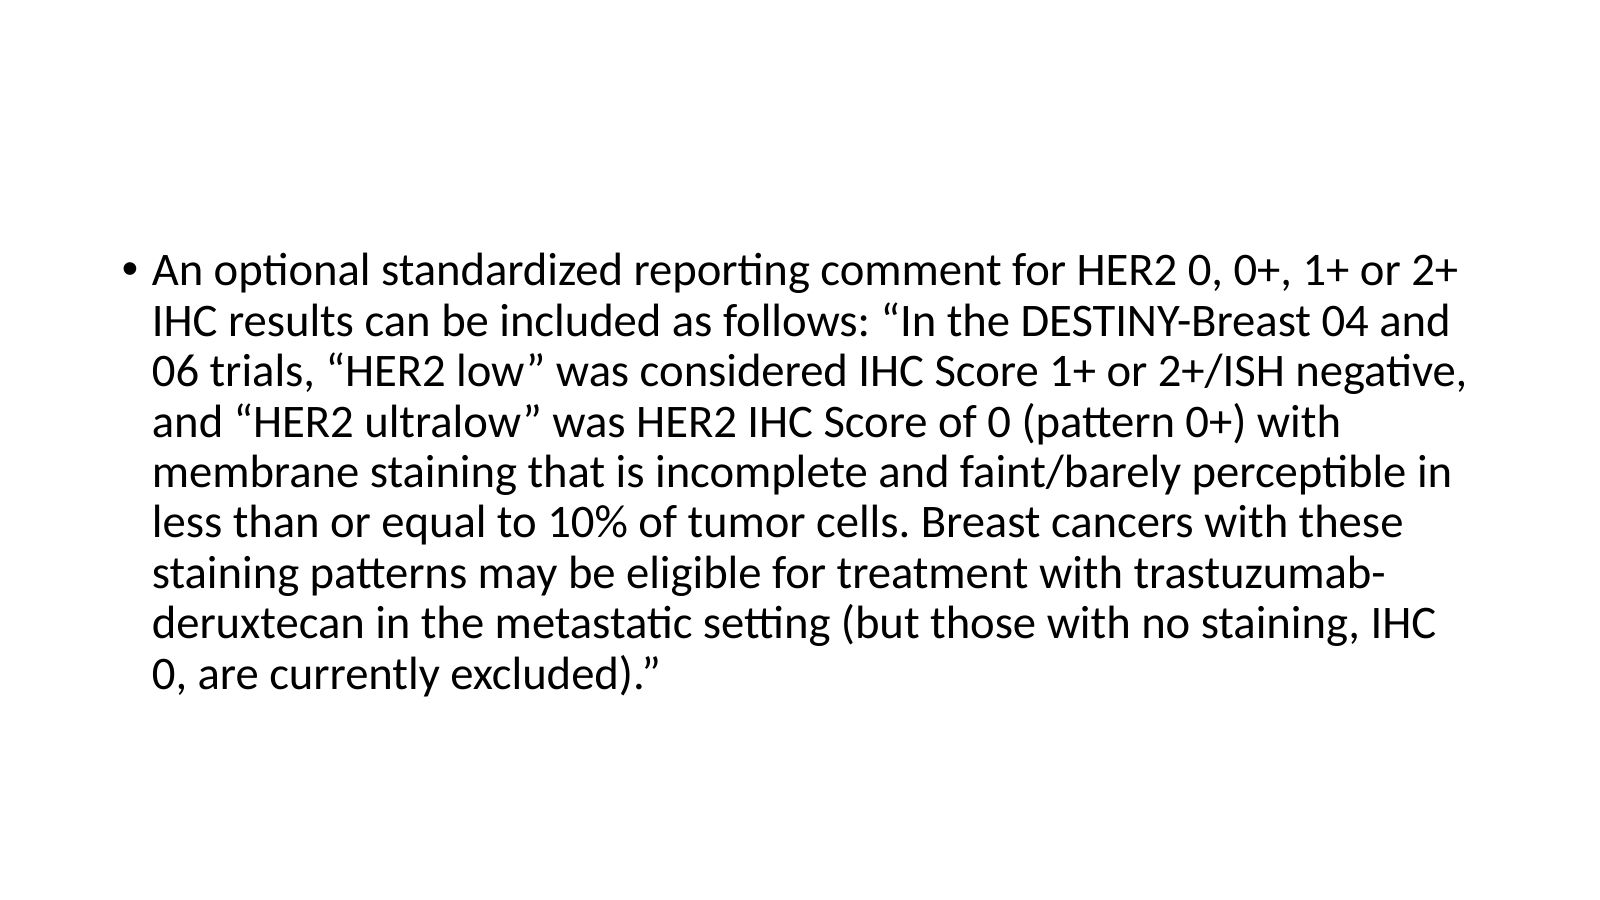 • An optional standardized reporting comment for HER2 0, 0+, 1+ or 2+
IHC results can be included as follows: “In the DESTINY-Breast 04 and
06 trials, “HER2 low” was considered IHC Score 1+ or 2+/ISH negative,
and “HER2 ultralow” was HER2 IHC Score of 0 (pattern 0+) with
membrane staining that is incomplete and faint/barely perceptible in
less than or equal to 10% of tumor cells. Breast cancers with these
staining patterns may be eligible for treatment with trastuzumab-
deruxtecan in the metastatic setting (but those with no staining, IHC
0, are currently excluded).”